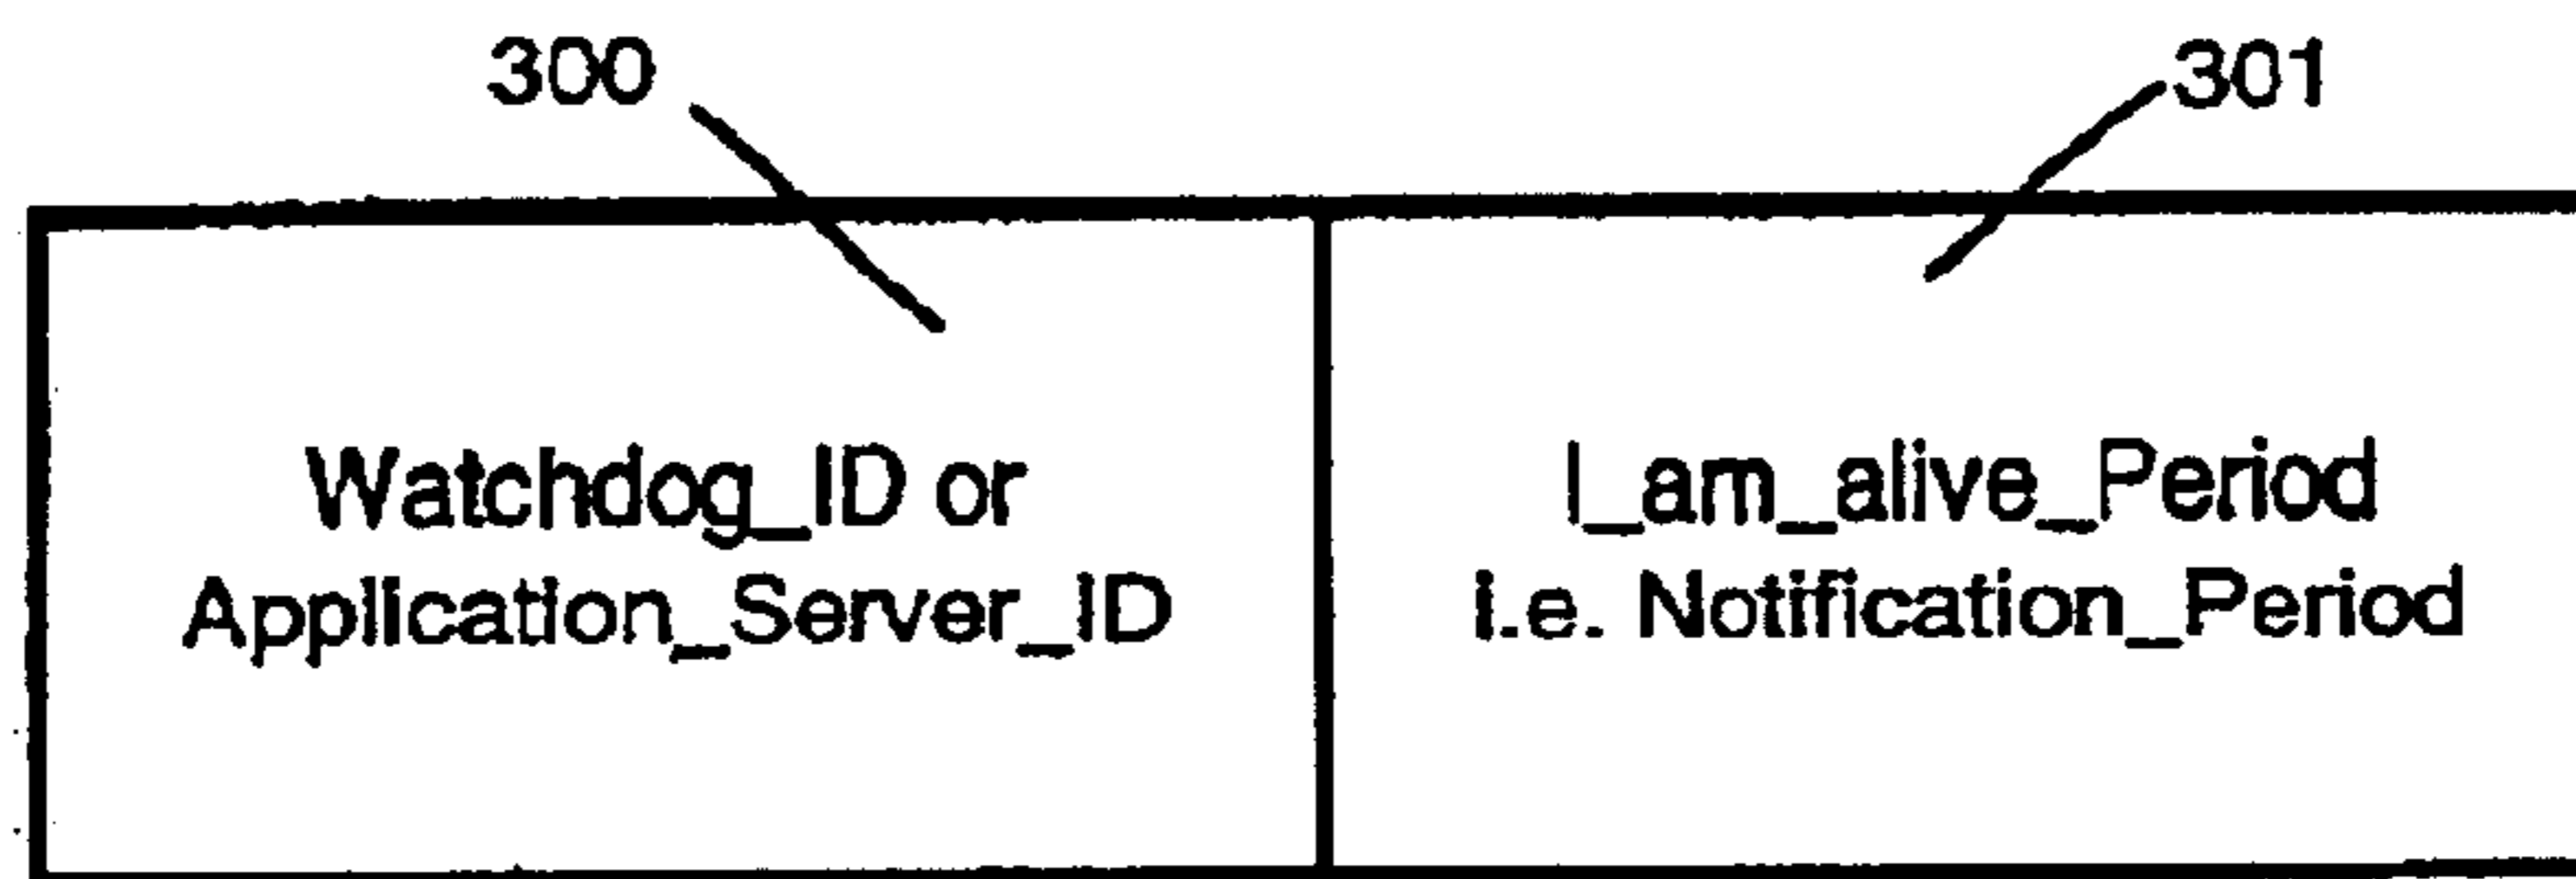 300
301
Watchdog_ID or
Application_Server_ID
I_am_alive_Period
i.e. Notification_Period